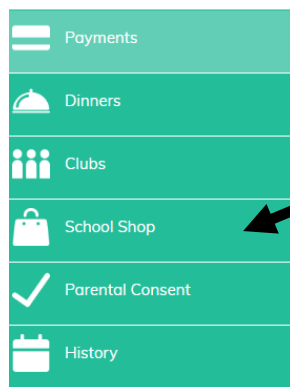 Payments
Dinners
Clubs
School Shop
Parental Consent
History